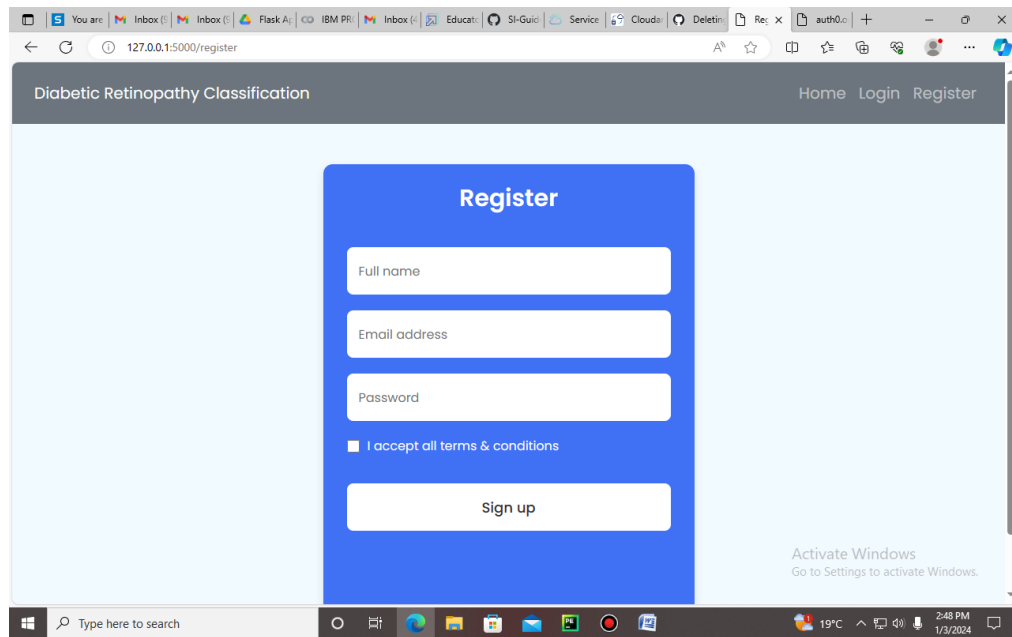 You are
Inbox (
Inbox (
Flask Ap
IBM PR
Inbox (
Educato
SI-Guid
Service
Cloudan
Deleting
Reg
auth0.c
127.0.0.1:5000/register
Diabetic Retinopathy Classification
Home Login Register
Register
Full name
Email address
Password
I accept all terms & conditions
Sign up
Activate Windows
Go to Settings to activate Windows.
Type here to search
19°C
2:48 PM
1/3/2024